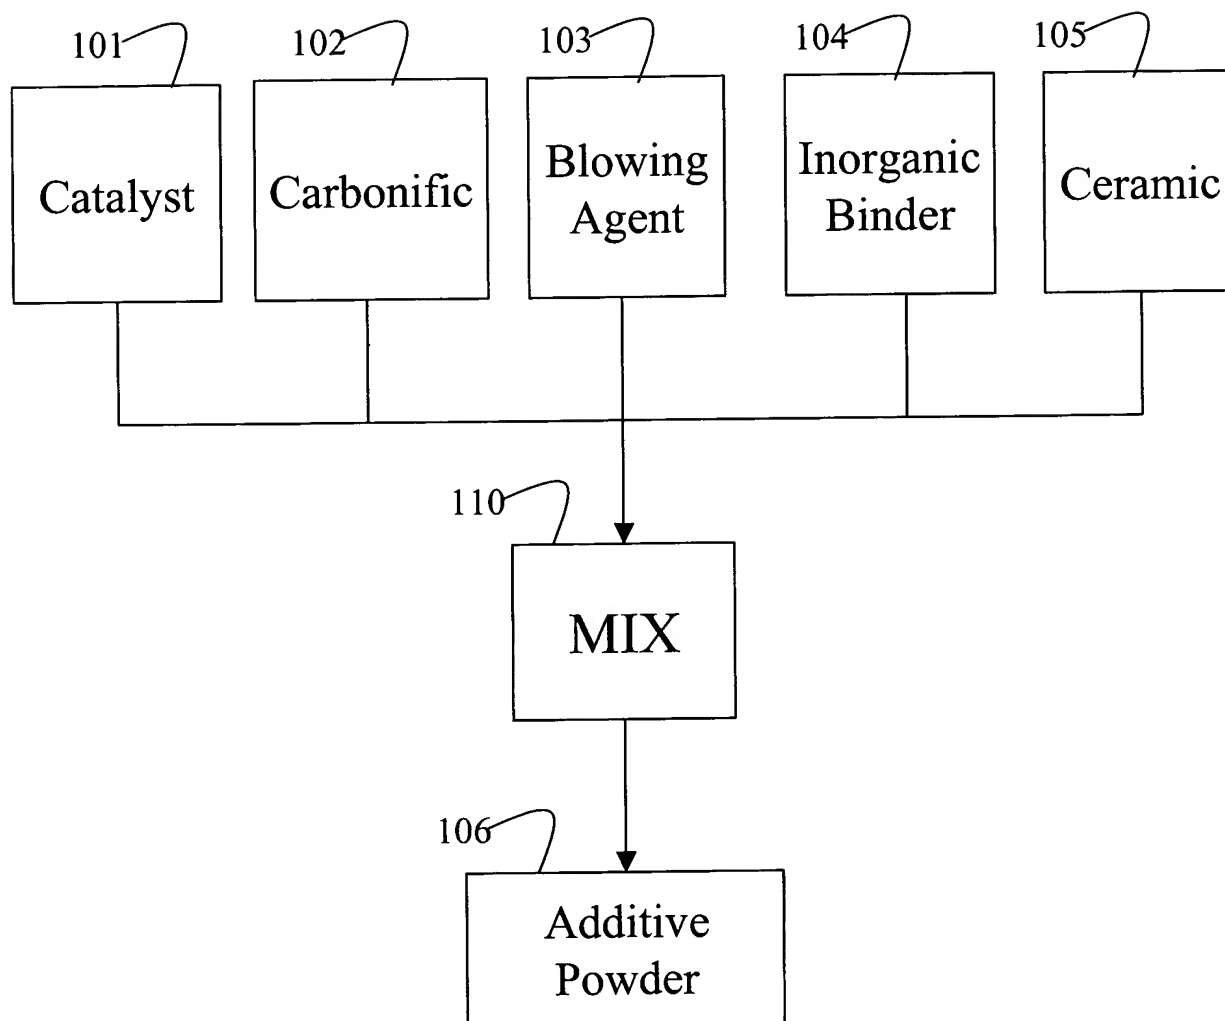 101
102
103
104
105
Catalyst
Carbonific
Blowing
Agent
Inorganic
Binder
Ceramic
110
MIX
106
Additive
Powder